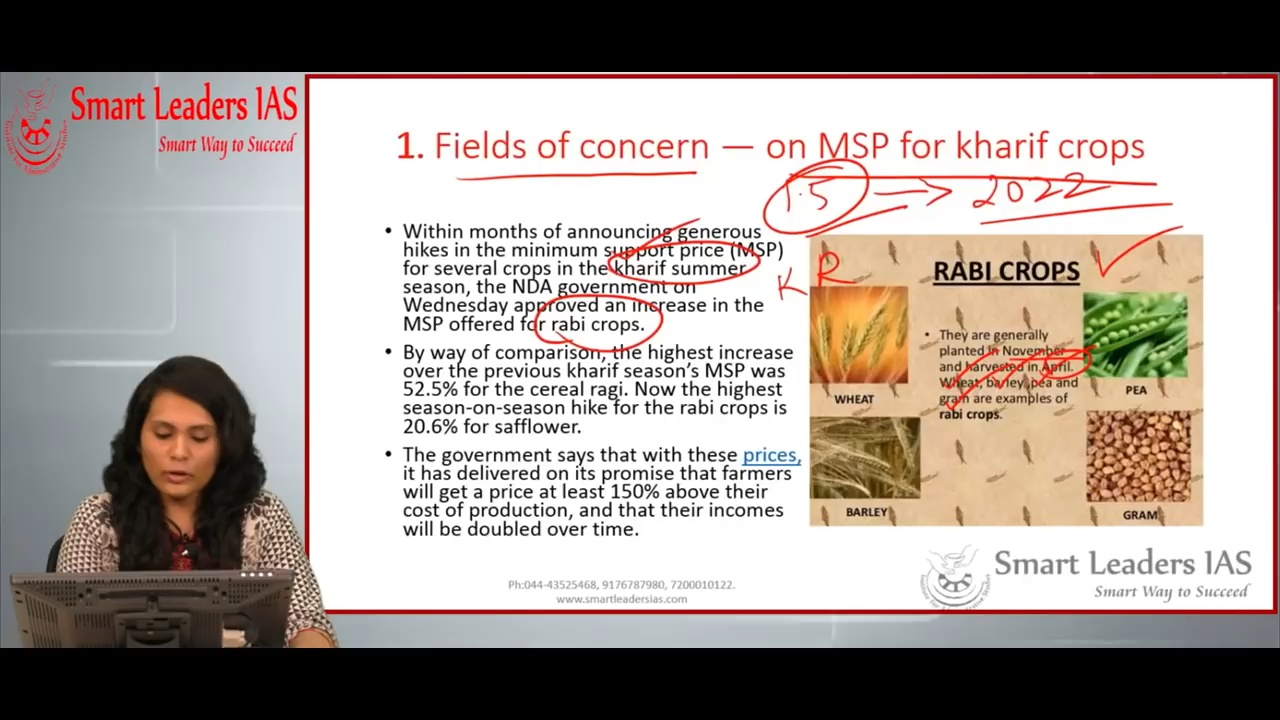 Smart Leaders IAS
Smart Way to Succeed
1. Fields of concern — on MSP for kharif crops
1.5 → 2022
• Within months of announcing generous
hikes in the minimum support price (MSP)
for several crops in the kharif summer
season, the NDA government on
Wednesday approved an increase in the
MSP offered for rabi crops.
• By way of comparison, the highest increase
over the previous kharif season’s MSP was
52.5% for the cereal ragi. Now the highest
season-on-season hike for the rabi crops is
20.6% for safflower.
• The government says that with these prices,
it has delivered on its promise that farmers
will get a price at least 150% above their
cost of production, and that their incomes
will be doubled over time.
K R
RABI CROPS
• They are generally
planted in November
and harvested in April.
Wheat, barley, pea and
gram are examples of
rabi crops.
WHEAT
PEA
BARLEY
GRAM
Ph:044-43525468, 9176787980, 7200010122.
www.smartleadersias.com
Smart Leaders IAS
Smart Way to Succeed